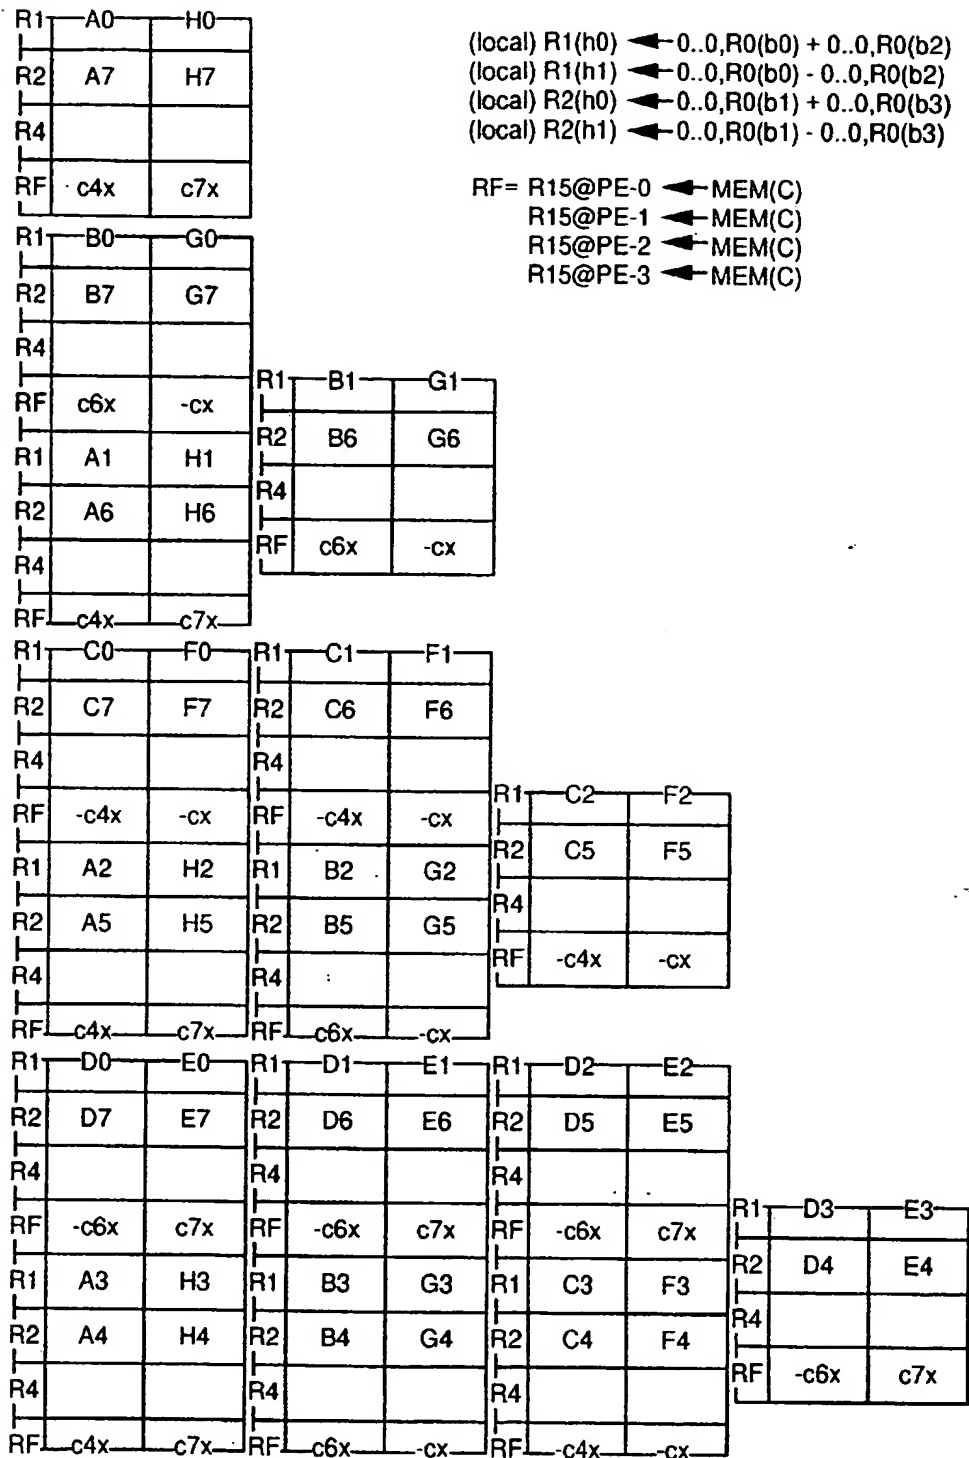 R1 A0 H0
R2 A7 H7
R4
RF c4x c7x
(local) R1(h0) ← 0..0,R0(b0) + 0..0,R0(b2)
(local) R1(h1) ← 0..0,R0(b0) - 0..0,R0(b2)
(local) R2(h0) ← 0..0,R0(b1) + 0..0,R0(b3)
(local) R2(h1) ← 0..0,R0(b1) - 0..0,R0(b3)
RF= R15@PE-0 ← MEM(C)
R15@PE-1 ← MEM(C)
R15@PE-2 ← MEM(C)
R15@PE-3 ← MEM(C)
R1 B0 G0
R2 B7 G7
R4
RF c6x -cx
R1 A1 H1
R2 A6 H6
R4
RF c4x c7x
R1 B1 G1
R2 B6 G6
R4
RF c6x -cx
R1 C0 F0
R2 C7 F7
R4
RF -c4x -cx
R1 A2 H2
R2 A5 H5
R4
RF c4x c7x
R1 C1 F1
R2 C6 F6
R4
RF -c4x -cx
R1 B2 G2
R2 B5 G5
R4
RF c6x -cx
R1 C2 F2
R2 C5 F5
R4
RF -c4x -cx
R1 D0 E0
R2 D7 E7
R4
RF -c6x c7x
R1 A3 H3
R2 A4 H4
R4
RF c4x c7x
R1 D1 E1
R2 D6 E6
R4
RF -c6x c7x
R1 B3 G3
R2 B4 G4
R4
RF c6x -cx
R1 D2 E2
R2 D5 E5
R4
RF -c6x c7x
R1 C3 F3
R2 C4 F4
R4
RF -c4x -cx
R1 D3 E3
R2 D4 E4
R4
RF -c6x c7x